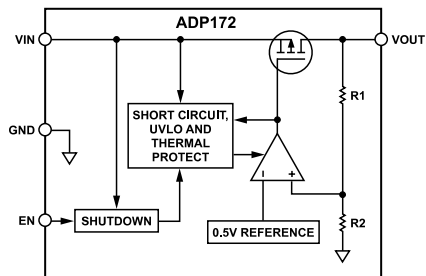 ADP172
VIN
VOUT
R1
SHORT CIRCUIT,
UVLO AND
THERMAL
PROTECT
GND
– +
EN
SHUTDOWN
R2
0.5V REFERENCE